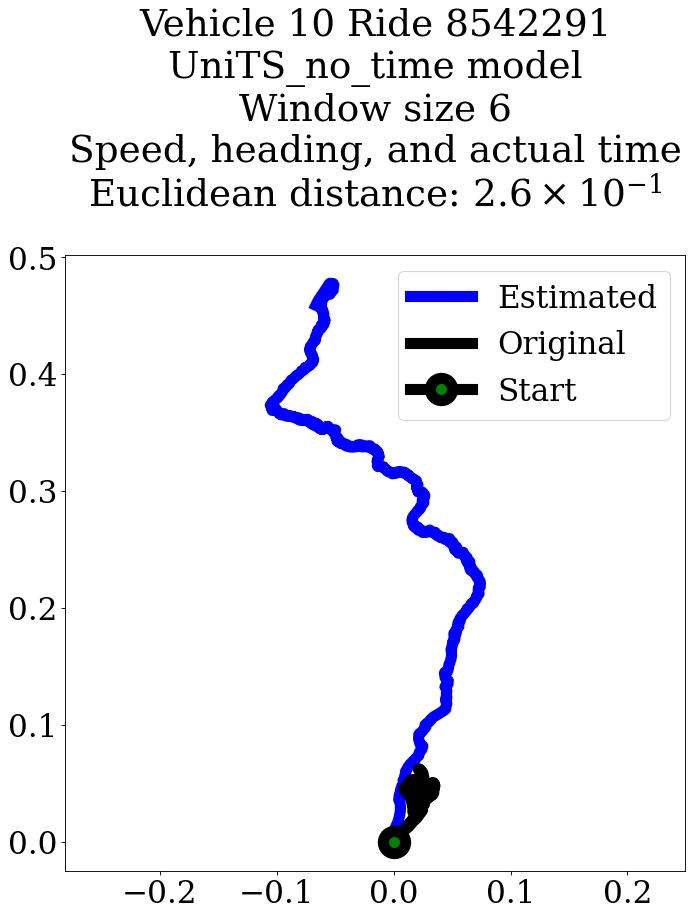 Vehicle 10 Ride 8542291
UniTS_no_time model
Window size 6
Speed, heading, and actual time
Euclidean distance: 2.6 × 10⁻¹
Estimated
Original
Start
0.5
0.4
0.3
0.2
0.1
0.0
−0.2
−0.1
0.0
0.1
0.2